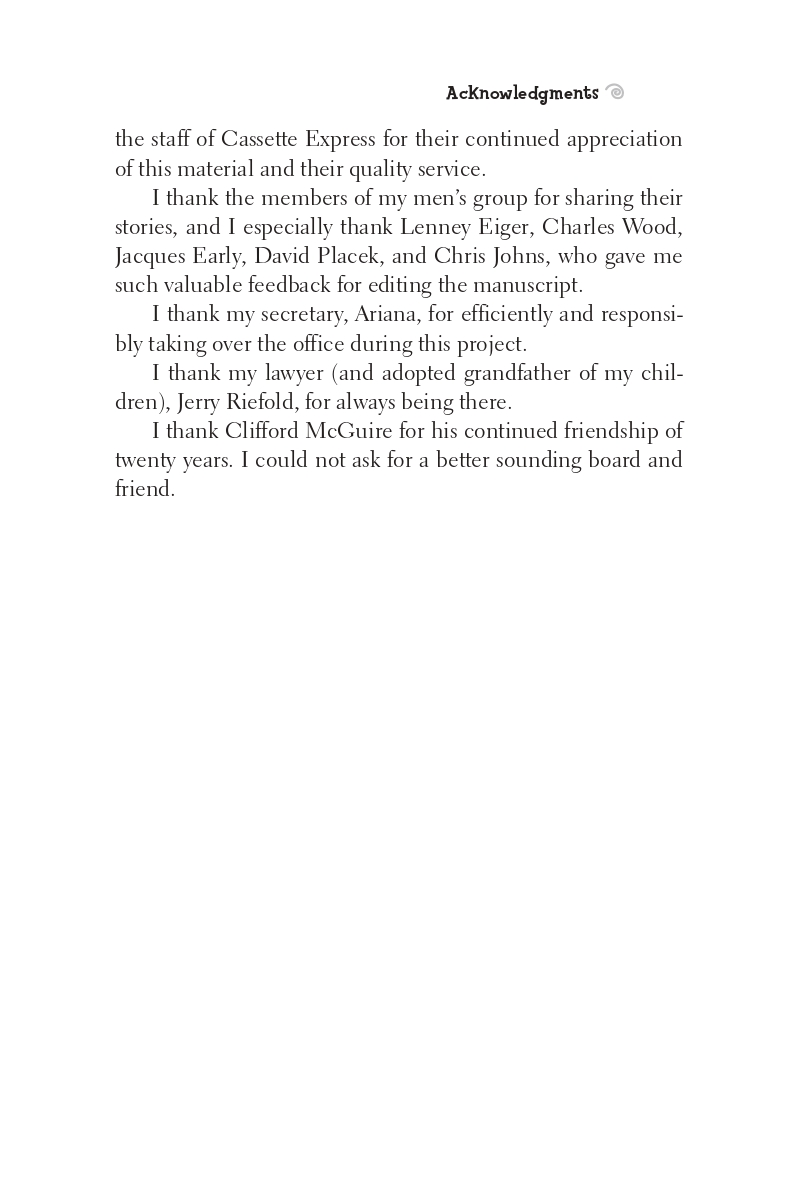 Acknowledgments
the staff of Cassette Express for their continued appreciation
of this material and their quality service.
I thank the members of my men’s group for sharing their
stories, and I especially thank Lenney Eiger, Charles Wood,
Jacques Early, David Placek, and Chris Johns, who gave me
such valuable feedback for editing the manuscript.
I thank my secretary, Ariana, for efficiently and responsi-
bly taking over the office during this project.
I thank my lawyer (and adopted grandfather of my chil-
dren), Jerry Riefold, for always being there.
I thank Clifford McGuire for his continued friendship of
twenty years. I could not ask for a better sounding board and
friend.